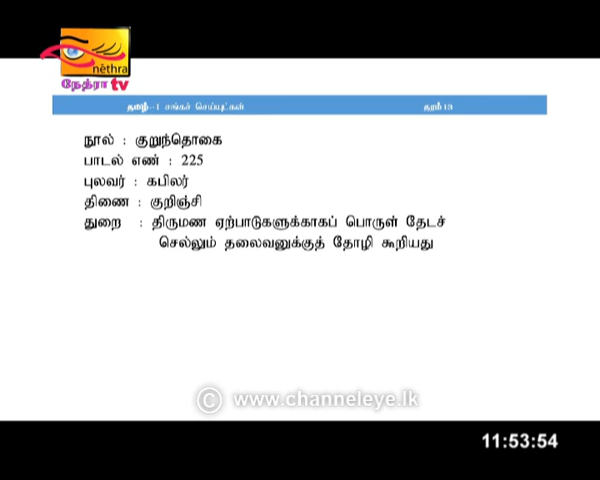 nēthra
நேத்ரா tv
தமிழ்-I சங்கச் செய்யுட்கள் தரம் 13
நூல் : குறுந்தொகை
பாடல் எண் : 225
புலவர் : கபிலர்
திணை : குறிஞ்சி
துறை : திருமண ஏற்பாடுகளுக்காகப் பொருள் தேடச்
செல்லும் தலைவனுக்குத் தோழி கூறியது
© www.channeleye.lk
11:53:54